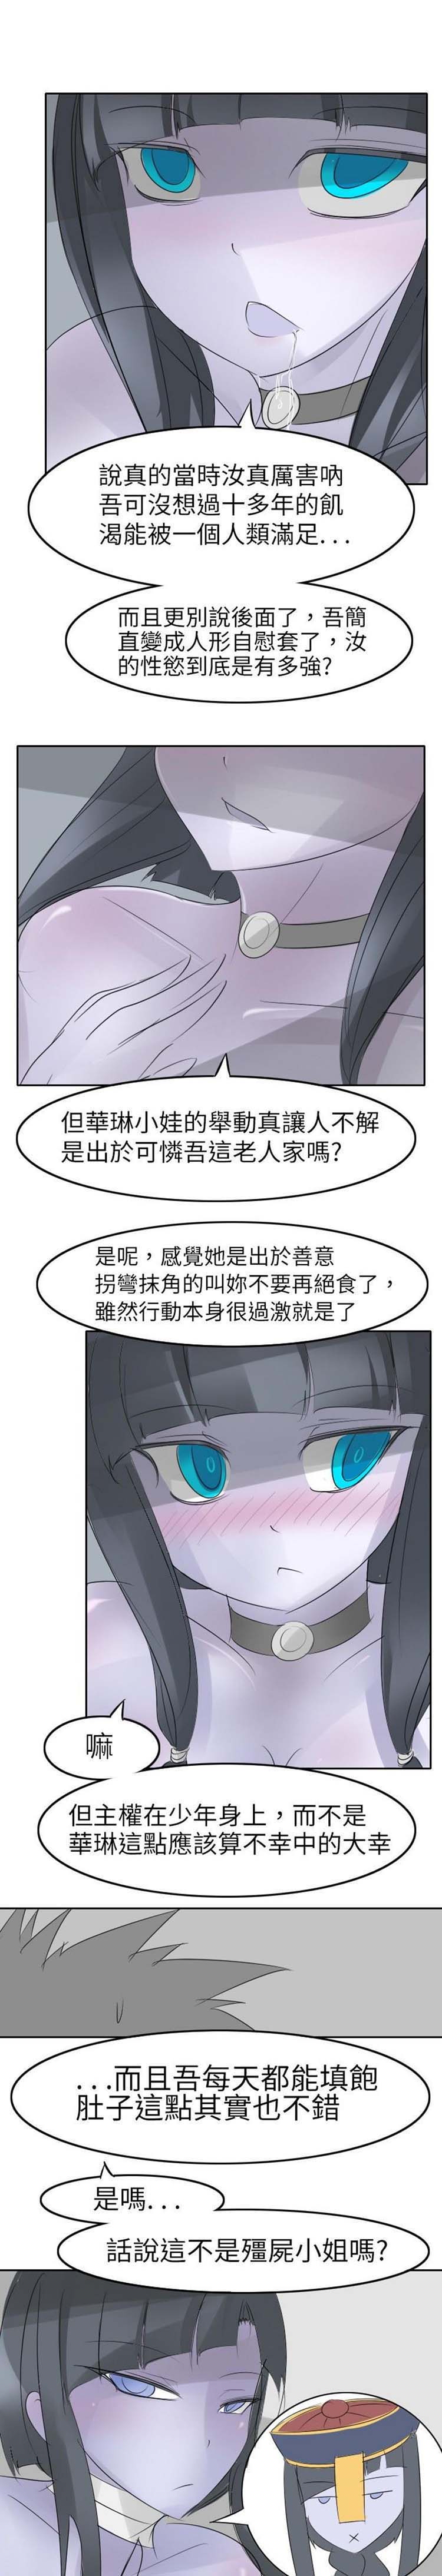 說真的當時汝真厲害吶
吾可沒想過十多年的飢
渴能被一個人類滿足...
而且更別說後面了，吾簡
直變成人形自慰套了，汝
的性慾到底是有多強?
但華琳小娃的舉動真讓人不解
是出於可憐吾這老人家嗎?
是呢，感覺她是出於善意
拐彎抹角的叫妳不要再絕食了，
雖然行動本身很過激就是了
嘛
但主權在少年身上，而不是
華琳這點應該算不幸中的大幸
...而且吾每天都能填飽
肚子這點其實也不錯
是嗎...
話說這不是殭屍小姐嗎?